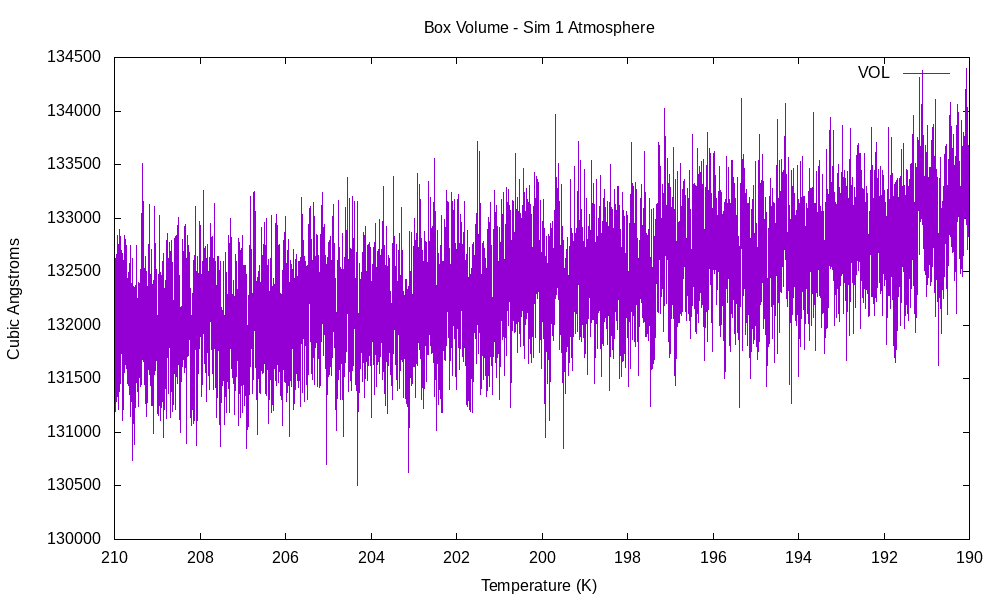 Box Volume - Sim 1 Atmosphere
VOL
134500
134000
133500
133000
132500
132000
131500
131000
130500
130000
Cubic Angstroms
210 208 206 204 202 200 198 196 194 192 190
Temperature (K)